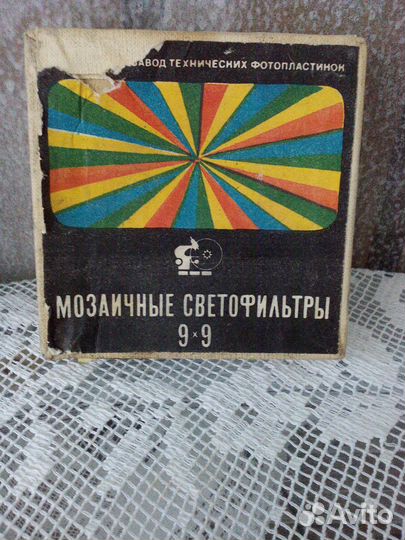 ЗАВОД ТЕХНИЧЕСКИХ ФОТОПЛАСТИНОК
МОЗАИЧНЫЕ СВЕТОФИЛЬТРЫ
9×9
Avito